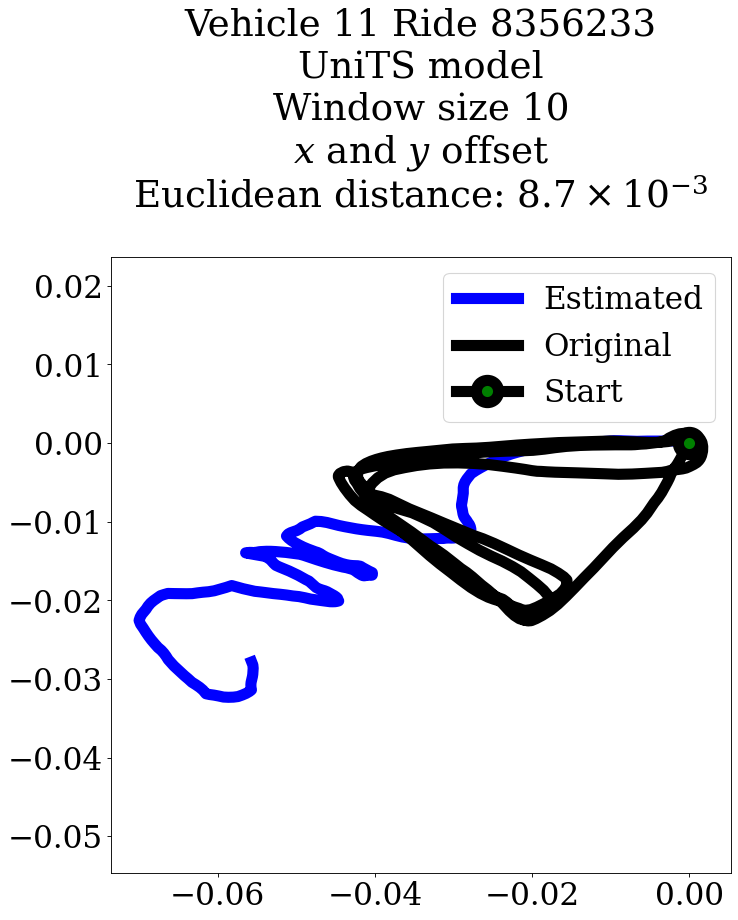 Vehicle 11 Ride 8356233
UniTS model
Window size 10
x and y offset
Euclidean distance: 8.7 × 10⁻³
Estimated
Original
Start
0.02
0.01
0.00
−0.01
−0.02
−0.03
−0.04
−0.05
−0.06 −0.04 −0.02 0.00